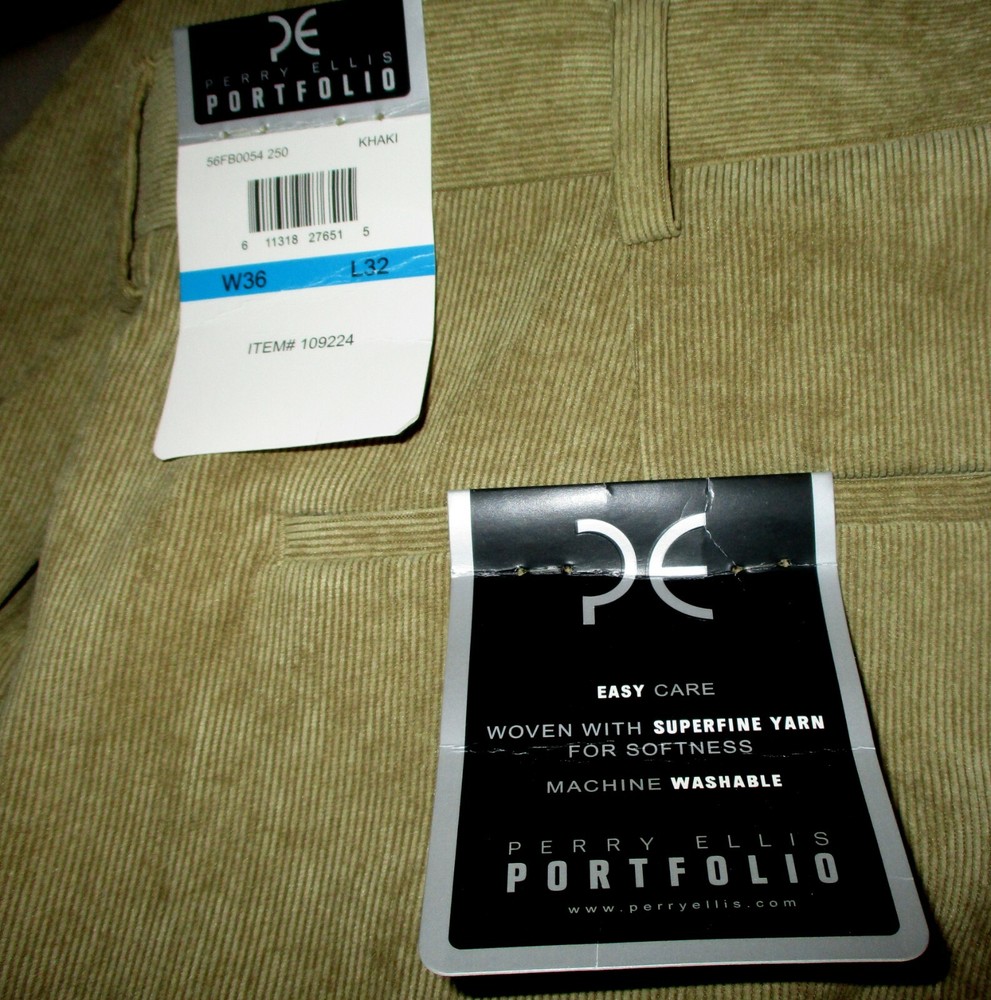 PE
PERRY ELLIS
PORTFOLIO
56FB0054 250 KHAKI
6 11318 27651 5
W36 L32
ITEM# 109224
PE
EASY CARE
WOVEN WITH SUPERFINE YARN
FOR SOFTNESS
MACHINE WASHABLE
PERRY ELLIS
PORTFOLIO
www.perryellis.com